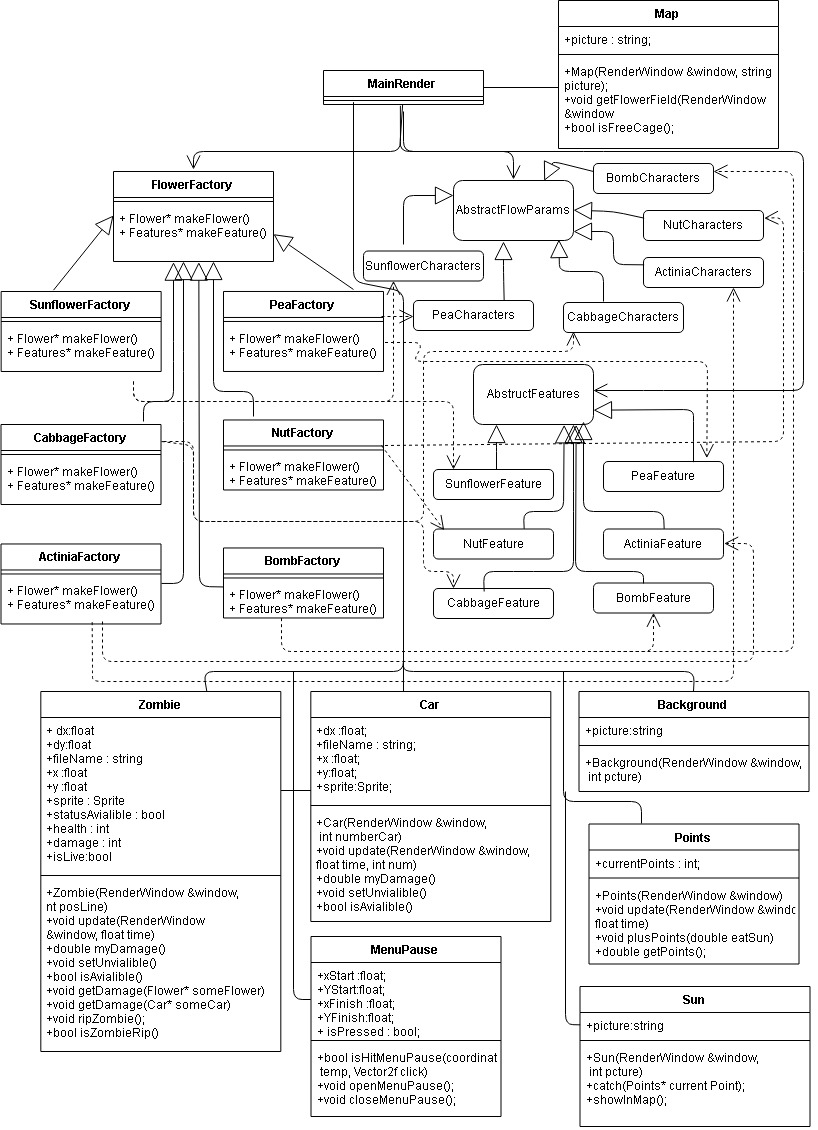 Map
+picture : string;
+Map(RenderWindow &window, string
picture);
+void getFlowerField(RenderWindow
&window
+bool isFreeCage();
MainRender
FlowerFactory
+ Flower* makeFlower()
+ Features* makeFeature()
BombCharacters
AbstractFlowParams
NutCharacters
SunflowerCharacters
ActiniaCharacters
SunflowerFactory
+ Flower* makeFlower()
+ Features* makeFeature()
PeaFactory
+ Flower* makeFlower()
+ Features* makeFeature()
PeaCharacters
CabbageCharacters
AbstructFeatures
CabbageFactory
+ Flower* makeFlower()
+ Features* makeFeature()
NutFactory
+ Flower* makeFlower()
+ Features* makeFeature()
SunflowerFeature
PeaFeature
NutFeature
ActiniaFeature
ActiniaFactory
+ Flower* makeFlower()
+ Features* makeFeature()
BombFactory
+ Flower* makeFlower()
+ Features* makeFeature()
CabbageFeature
BombFeature
Zombie
+ dx:float
+dy:float
+fileName : string
+x :float
+y :float
+sprite : Sprite
+statusAvialible : bool
+health : int
+damage : int
+isLive:bool
+Zombie(RenderWindow &window,
nt posLine)
+void update(RenderWindow
&window, float time)
+double myDamage()
+void setUnvialible()
+bool isAvialible()
+void getDamage(Flower* someFlower)
+void getDamage(Car* someCar)
+void ripZombie();
+bool isZombieRip()
Car
+dx :float;
+fileName : string;
+x :float;
+y:float;
+sprite:Sprite;
+Car(RenderWindow &window,
int numberCar)
+void update(RenderWindow &window,
float time, int num)
+double myDamage()
+void setUnvialible()
+bool isAvialible()
Background
+picture:string
+Background(RenderWindow &window,
int pcture)
Points
+currentPoints : int;
+Points(RenderWindow &window)
+void update(RenderWindow &windo
float time)
+void plusPoints(double eatSun)
+double getPoints();
MenuPause
+xStart :float;
+YStart:float;
+xFinish :float;
+YFinish:float;
+ isPressed : bool;
+bool isHitMenuPause(coordinat
temp, Vector2f click)
+void openMenuPause();
+void closeMenuPause();
Sun
+picture:string
+Sun(RenderWindow &window,
int pcture)
+catch(Points* current Point);
+showInMap();